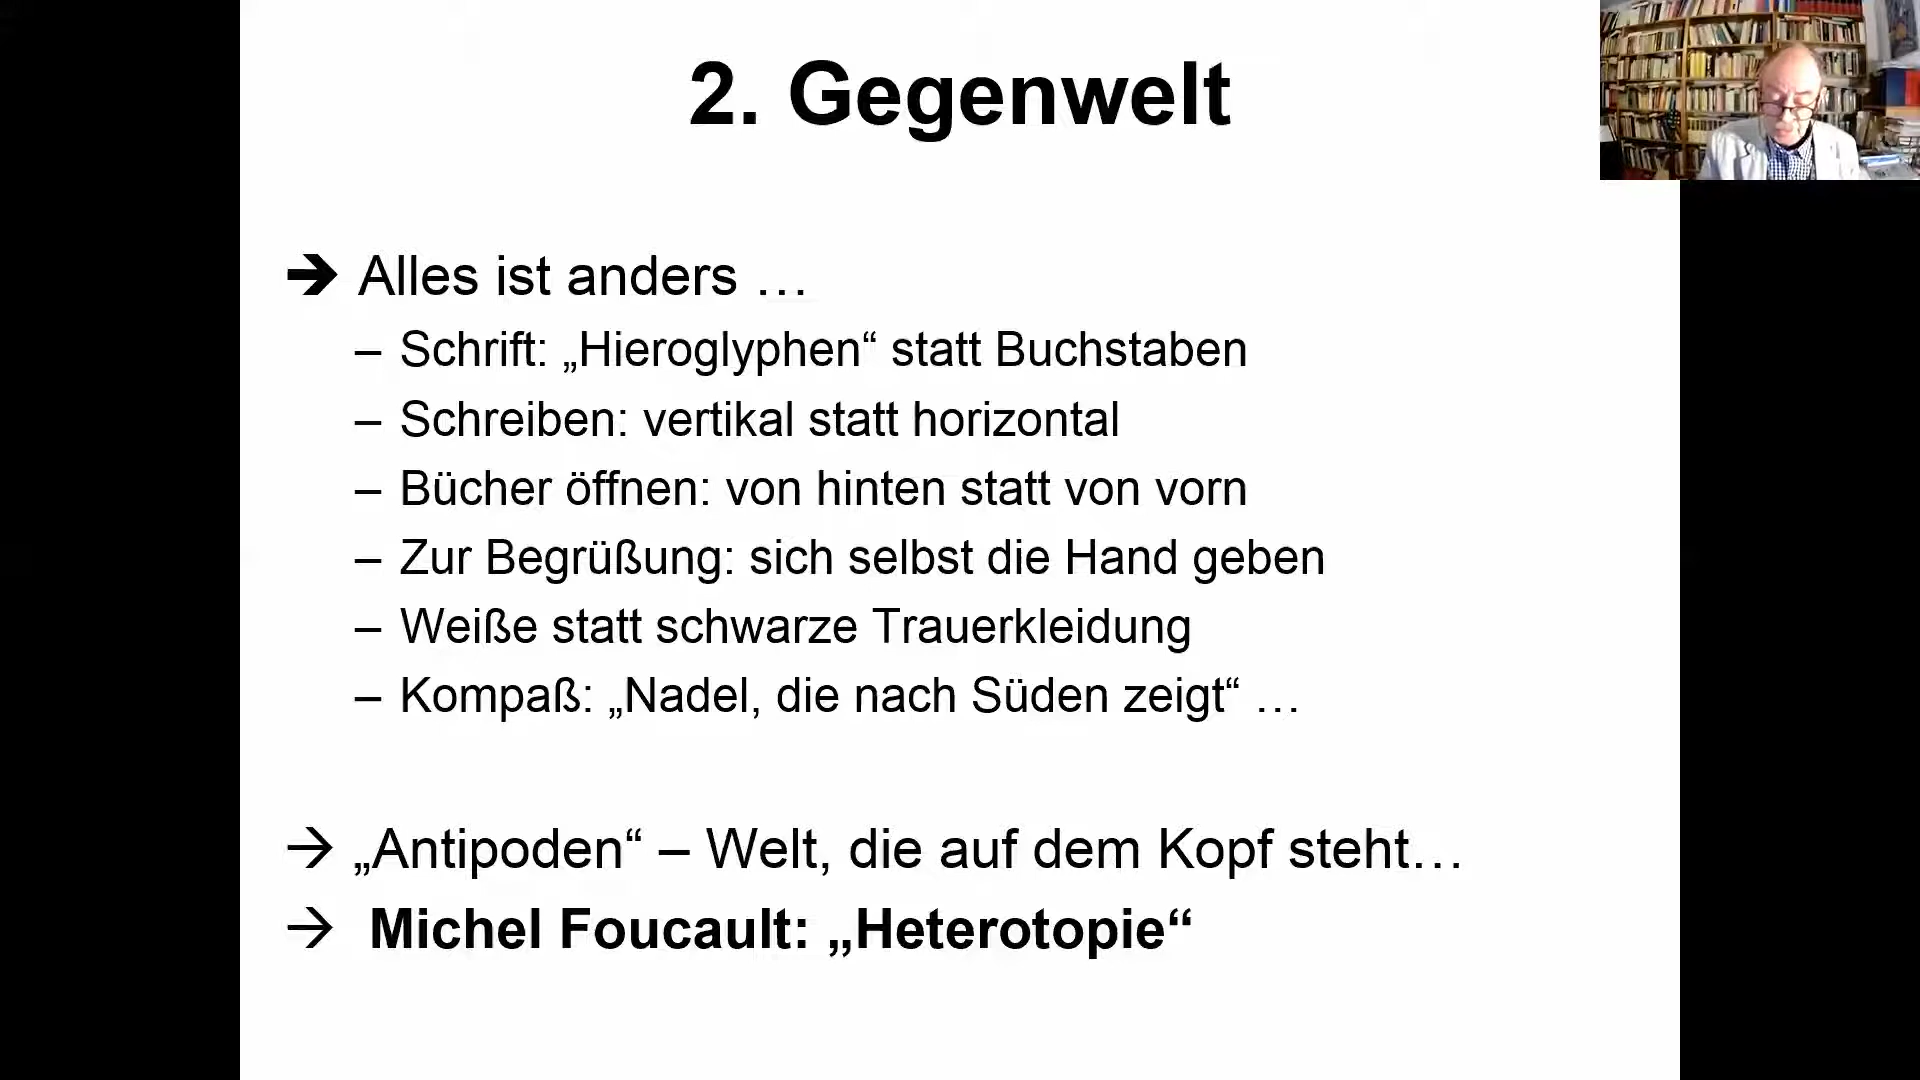 2. Gegenwelt
➔ Alles ist anders …
– Schrift: „Hieroglyphen“ statt Buchstaben
– Schreiben: vertikal statt horizontal
– Bücher öffnen: von hinten statt von vorn
– Zur Begrüßung: sich selbst die Hand geben
– Weiße statt schwarze Trauerkleidung
– Kompaß: „Nadel, die nach Süden zeigt“ …
→ „Antipoden“ – Welt, die auf dem Kopf steht…
→ Michel Foucault: „Heterotopie“